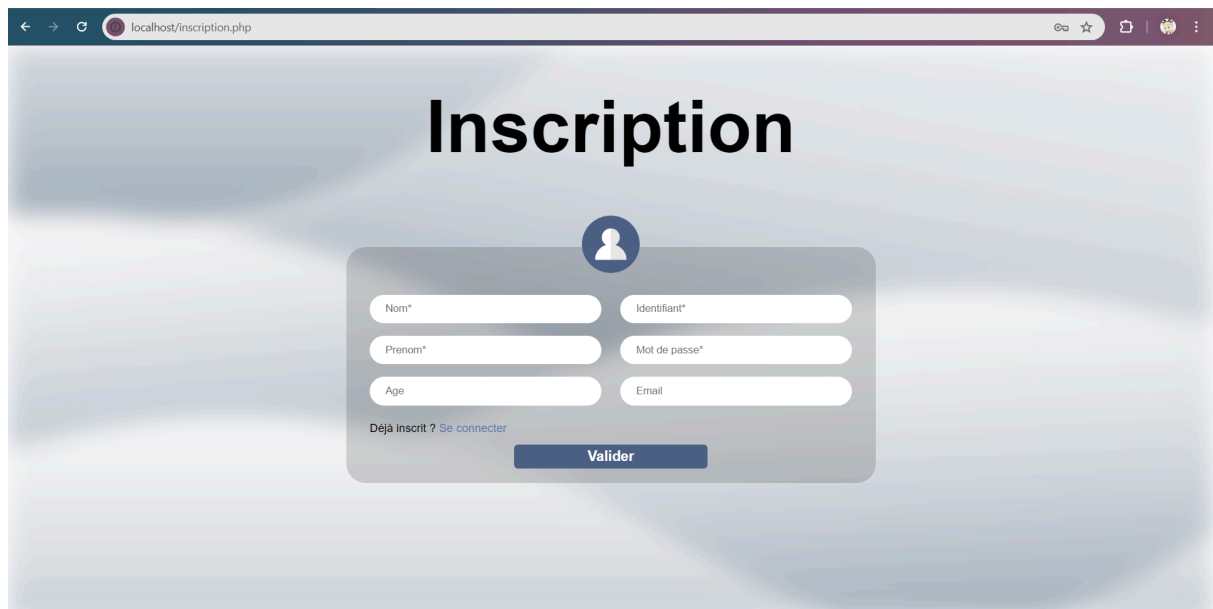 localhost/inscription.php
Inscription
Nom* Identifiant*
Prenom* Mot de passe*
Age Email
Déjà inscrit ? Se connecter
Valider